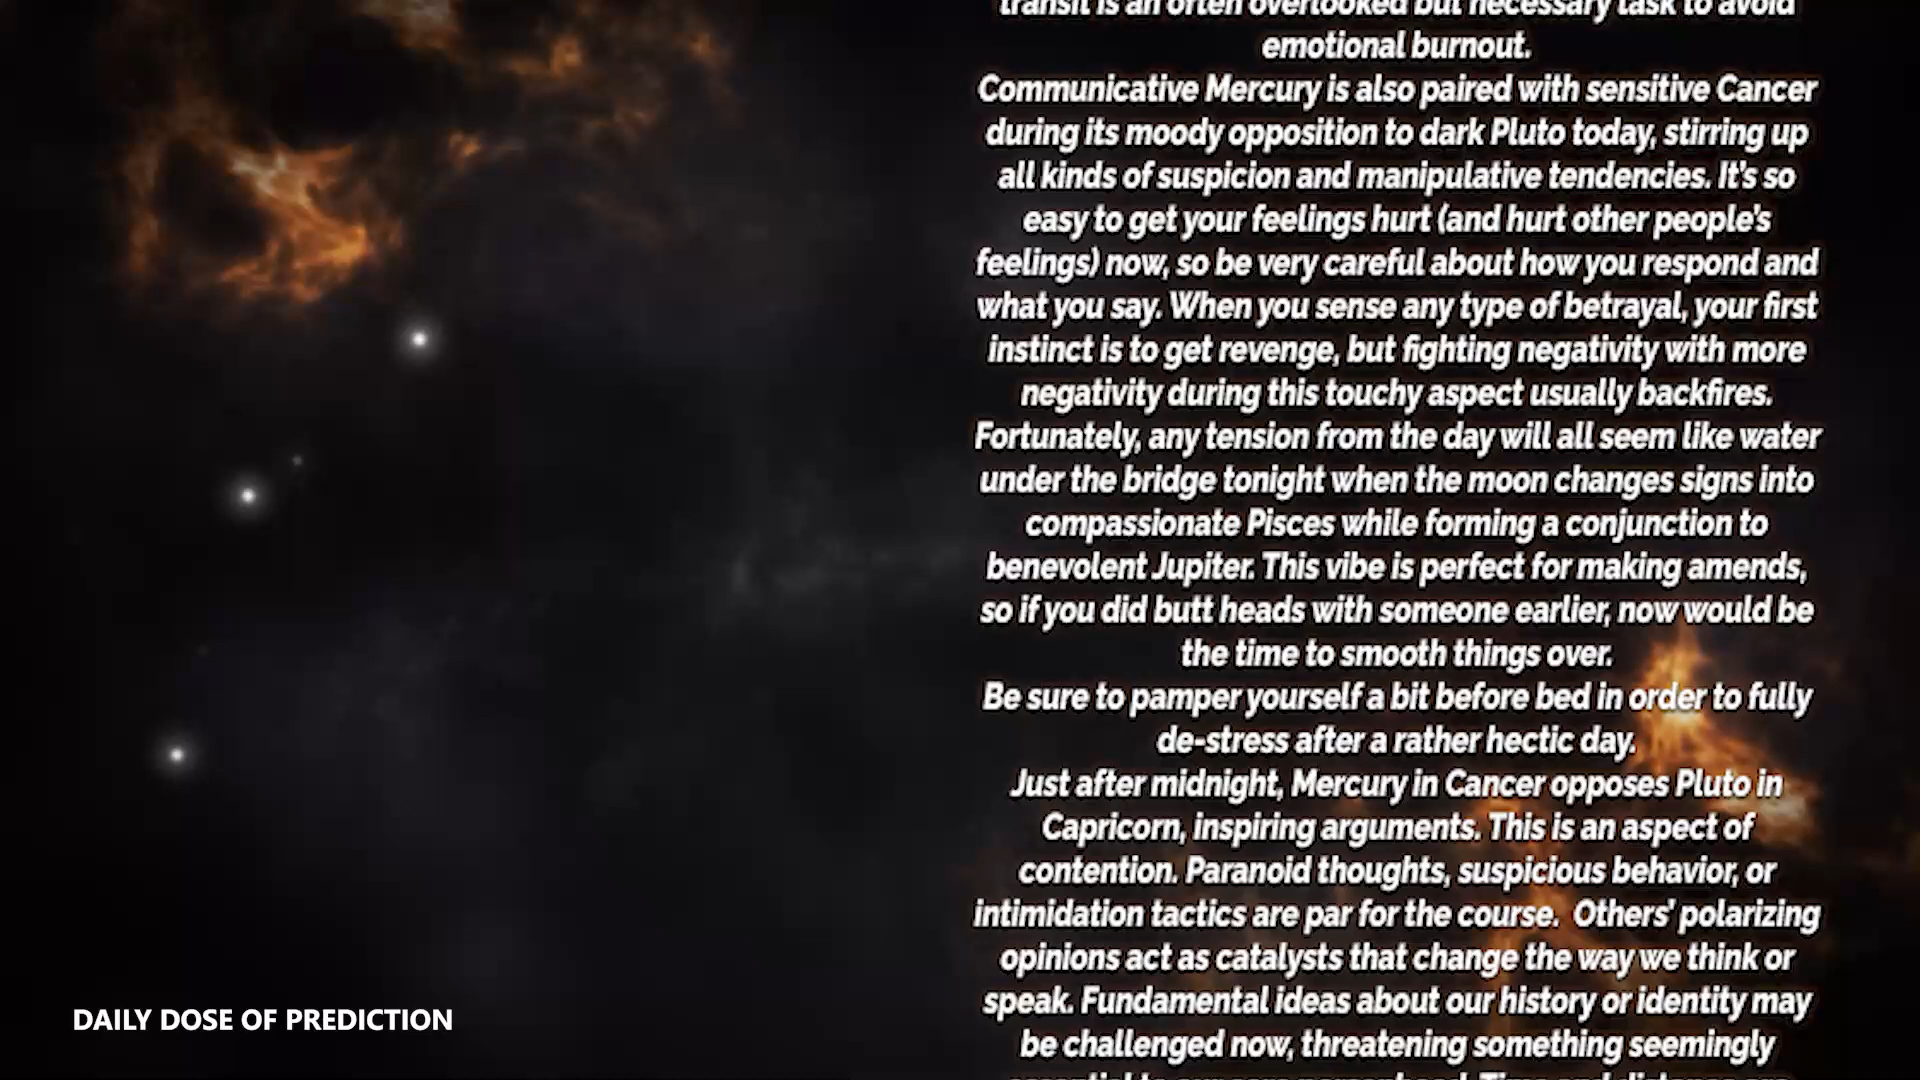 transit is an often overlooked but necessary task to avoid
emotional burnout.
Communicative Mercury is also paired with sensitive Cancer
during its moody opposition to dark Pluto today, stirring up
all kinds of suspicion and manipulative tendencies. It’s so
easy to get your feelings hurt (and hurt other people’s
feelings) now, so be very careful about how you respond and
what you say. When you sense any type of betrayal, your first
instinct is to get revenge, but fighting negativity with more
negativity during this touchy aspect usually backfires.
Fortunately, any tension from the day will all seem like water
under the bridge tonight when the moon changes signs into
compassionate Pisces while forming a conjunction to
benevolent Jupiter. This vibe is perfect for making amends,
so if you did butt heads with someone earlier, now would be
the time to smooth things over.
Be sure to pamper yourself a bit before bed in order to fully
de-stress after a rather hectic day.
Just after midnight, Mercury in Cancer opposes Pluto in
Capricorn, inspiring arguments. This is an aspect of
contention. Paranoid thoughts, suspicious behavior, or
intimidation tactics are par for the course.  Others’ polarizing
opinions act as catalysts that change the way we think or
speak. Fundamental ideas about our history or identity may
be challenged now, threatening something seemingly
DAILY DOSE OF PREDICTION